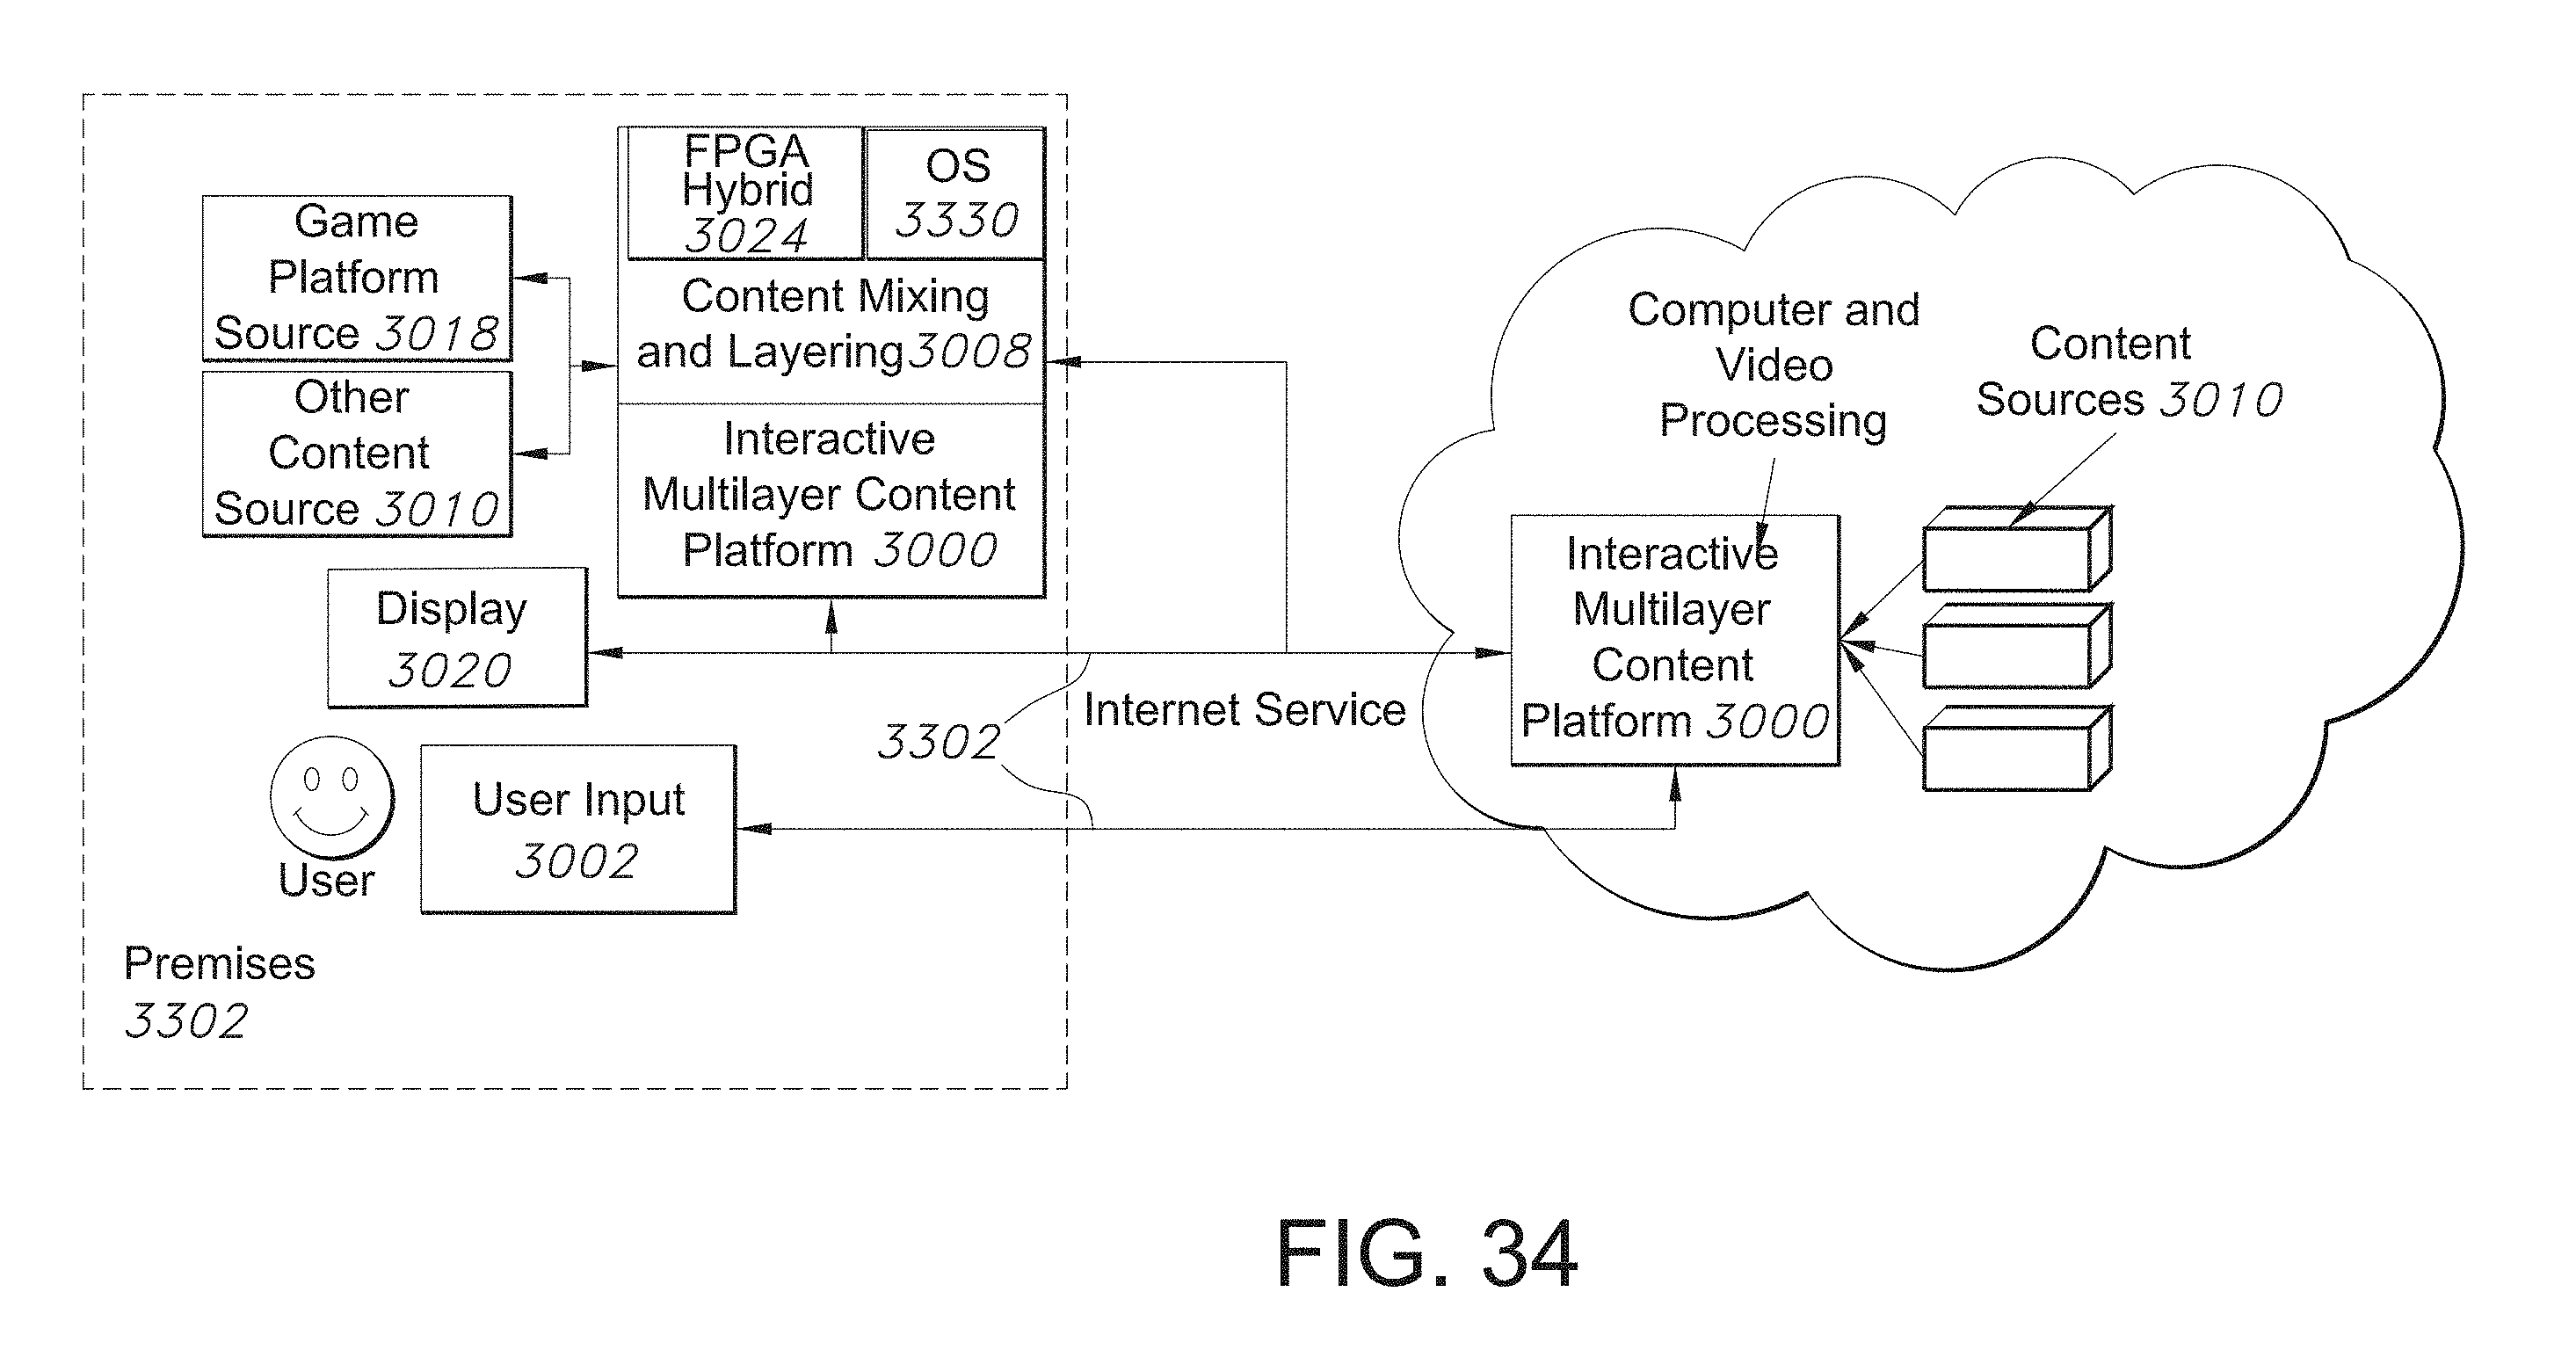 FPGA
Hybrid
3024
OS
3330
Game
Platform
Source 3018
Content Mixing
and Layering 3008
Other
Content
Source 3010
Interactive
Multilayer Content
Platform 3000
Display
3020
User Input
3002
User
Premises
3302
3302
Internet Service
Computer and
Video
Processing
Content
Sources 3010
Interactive
Multilayer
Content
Platform 3000
FIG. 34